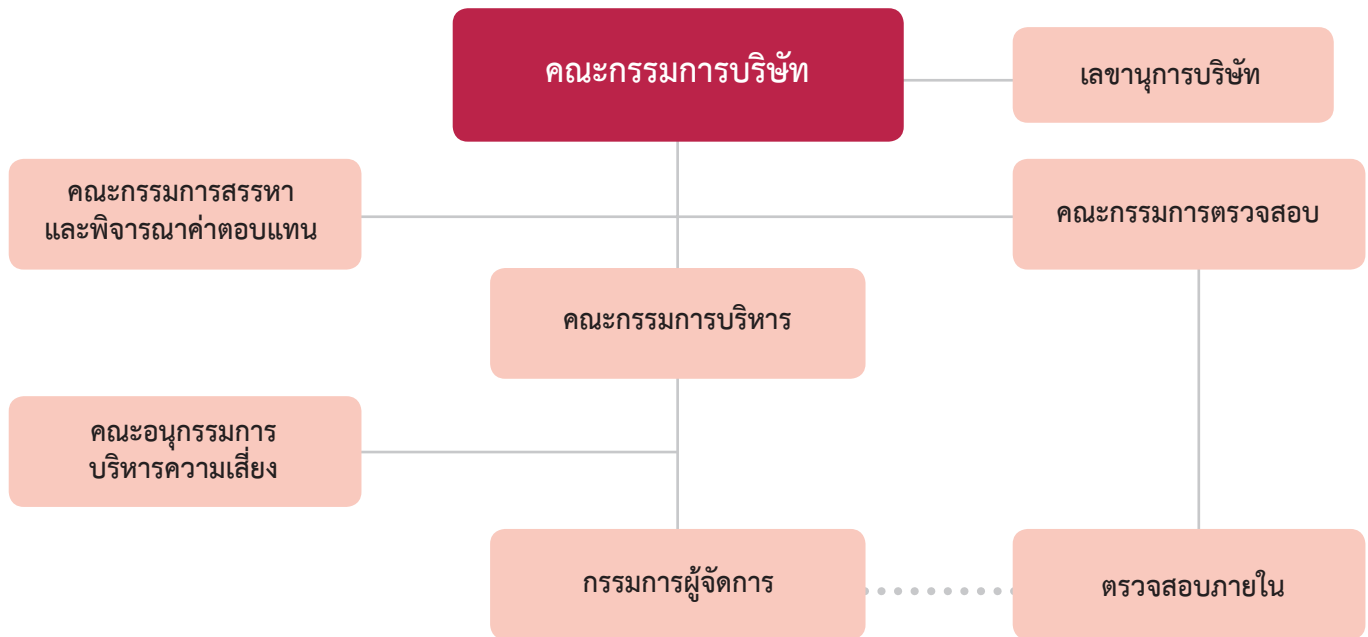 คณะกรรมการบริษัท
เลขานุการบริษัท
คณะกรรมการสรรหา
และพิจารณาค่าตอบแทน
คณะกรรมการตรวจสอบ
คณะกรรมการบริหาร
คณะอนุกรรมการ
บริหารความเสี่ยง
กรรมการผู้จัดการ
ตรวจสอบภายใน